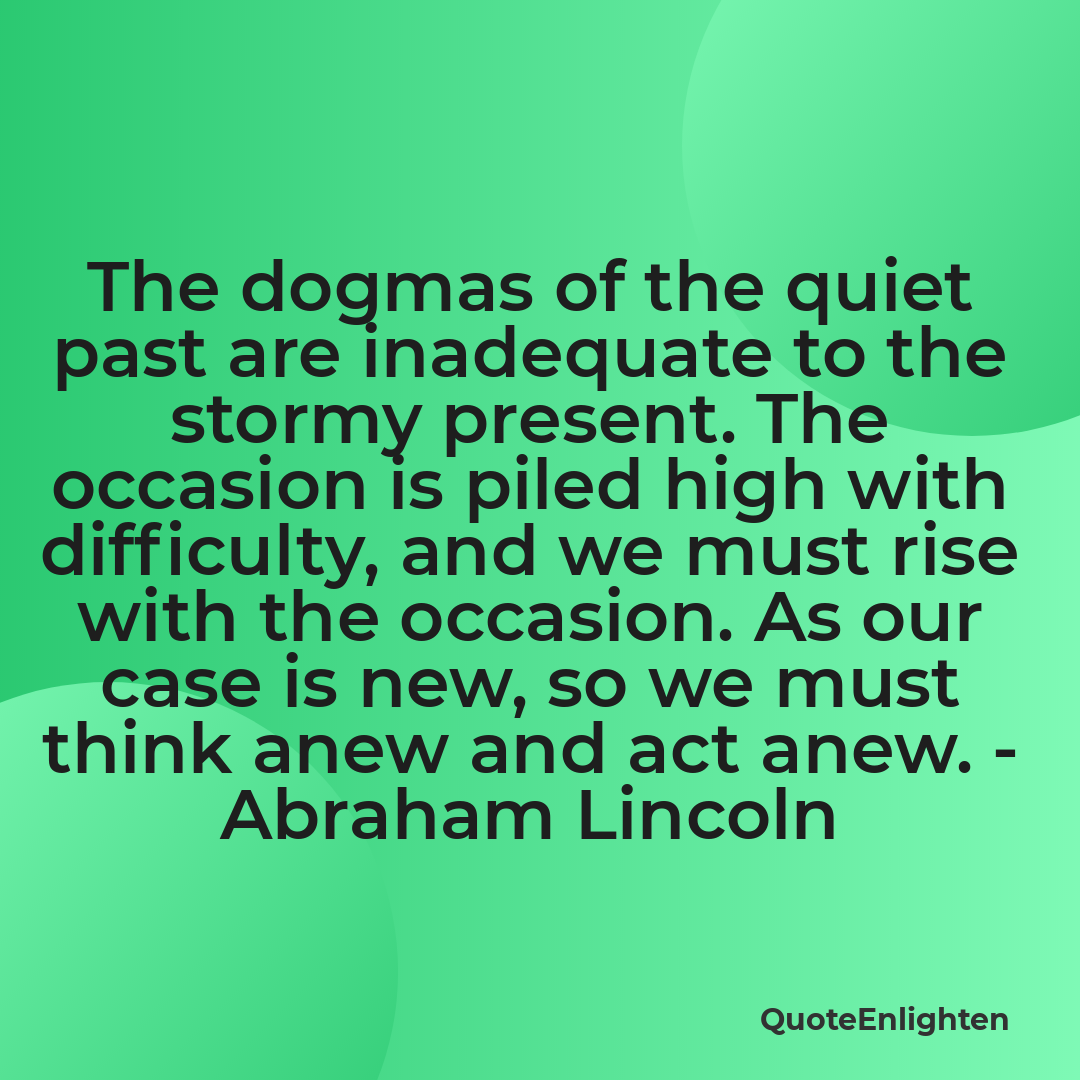 The dogmas of the quiet
past are inadequate to the
stormy present. The
occasion is piled high with
difficulty, and we must rise
with the occasion. As our
case is new, so we must
think anew and act anew. -
Abraham Lincoln
QuoteEnlighten